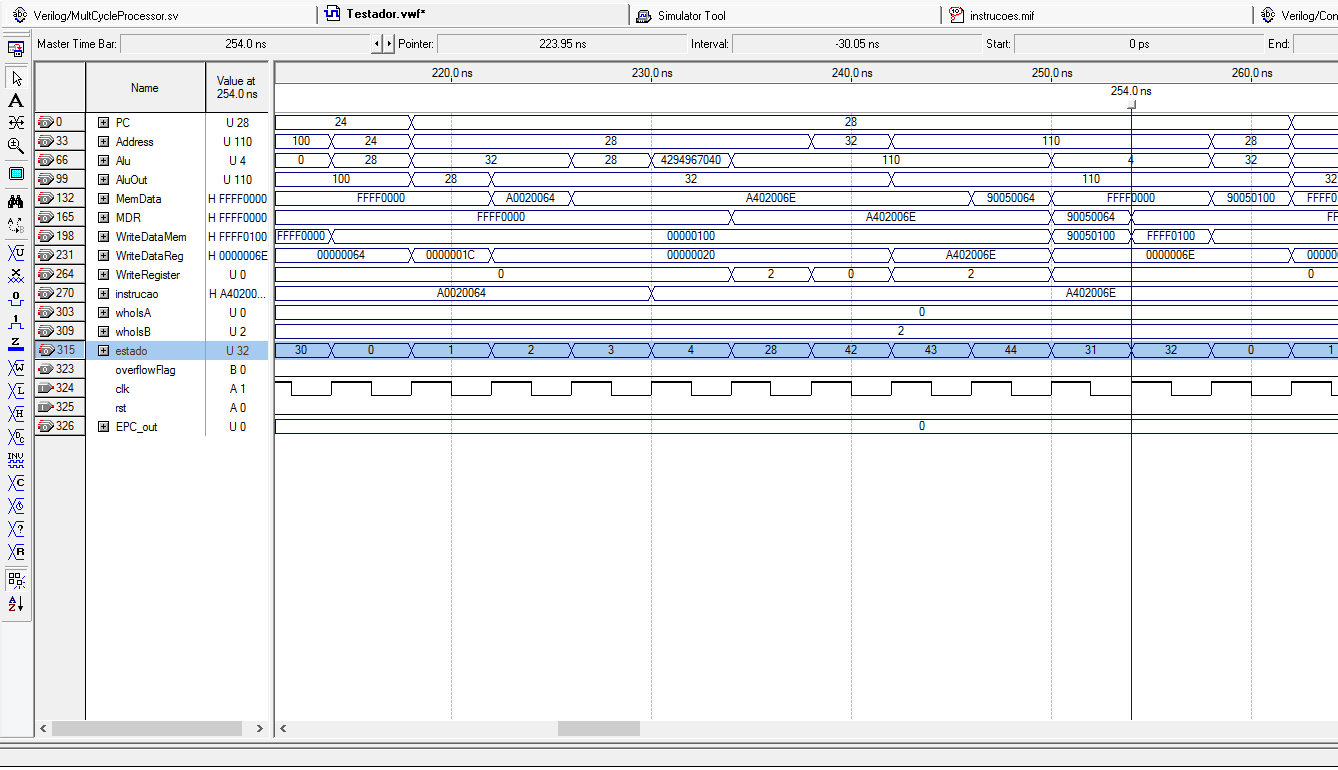 Verilog/MultCycleProcessor.sv Testador.vwf* Simulator Tool instrucoes.mif Verilog/Con
Master Time Bar: 254.0 ns Pointer: 223.95 ns Interval: -30.05 ns Start: 0 ps End:
Name Value at 254.0 ns 220.0 ns 230.0 ns 240.0 ns 250.0 ns 260.0 ns
254.0 ns
0 PC U 28 24 28
33 Address U 110 100 24 28 32 110 28
66 Alu U 4 0 28 32 28 4294967040 110 4 32
99 AluOut U 110 100 28 32 110 32
132 MemData H FFFF0000 FFFF0000 A0020064 A402006E 90050064 FFFF0000 90050100 FFFF0
165 MDR H FFFF0000 FFFF0000 A402006E 90050064 FF
198 WriteDataMem H FFFF0100 FFFF0000 00000100 90050100 FFFF0100
231 WriteDataReg H 0000006E 00000064 0000001C 00000020 A402006E 0000006E 0000
264 WriteRegister U 0 0 2 0 2 0
270 instrucao H A40200... A0020064 A402006E
303 whoIsA U 0 0
309 whoIsB U 2 2
315 estado U 32 30 0 1 2 3 4 28 42 43 44 31 32 0 1
323 overflowFlag B 0
324 clk A 1
325 rst A 0
326 EPC_out U 0 0